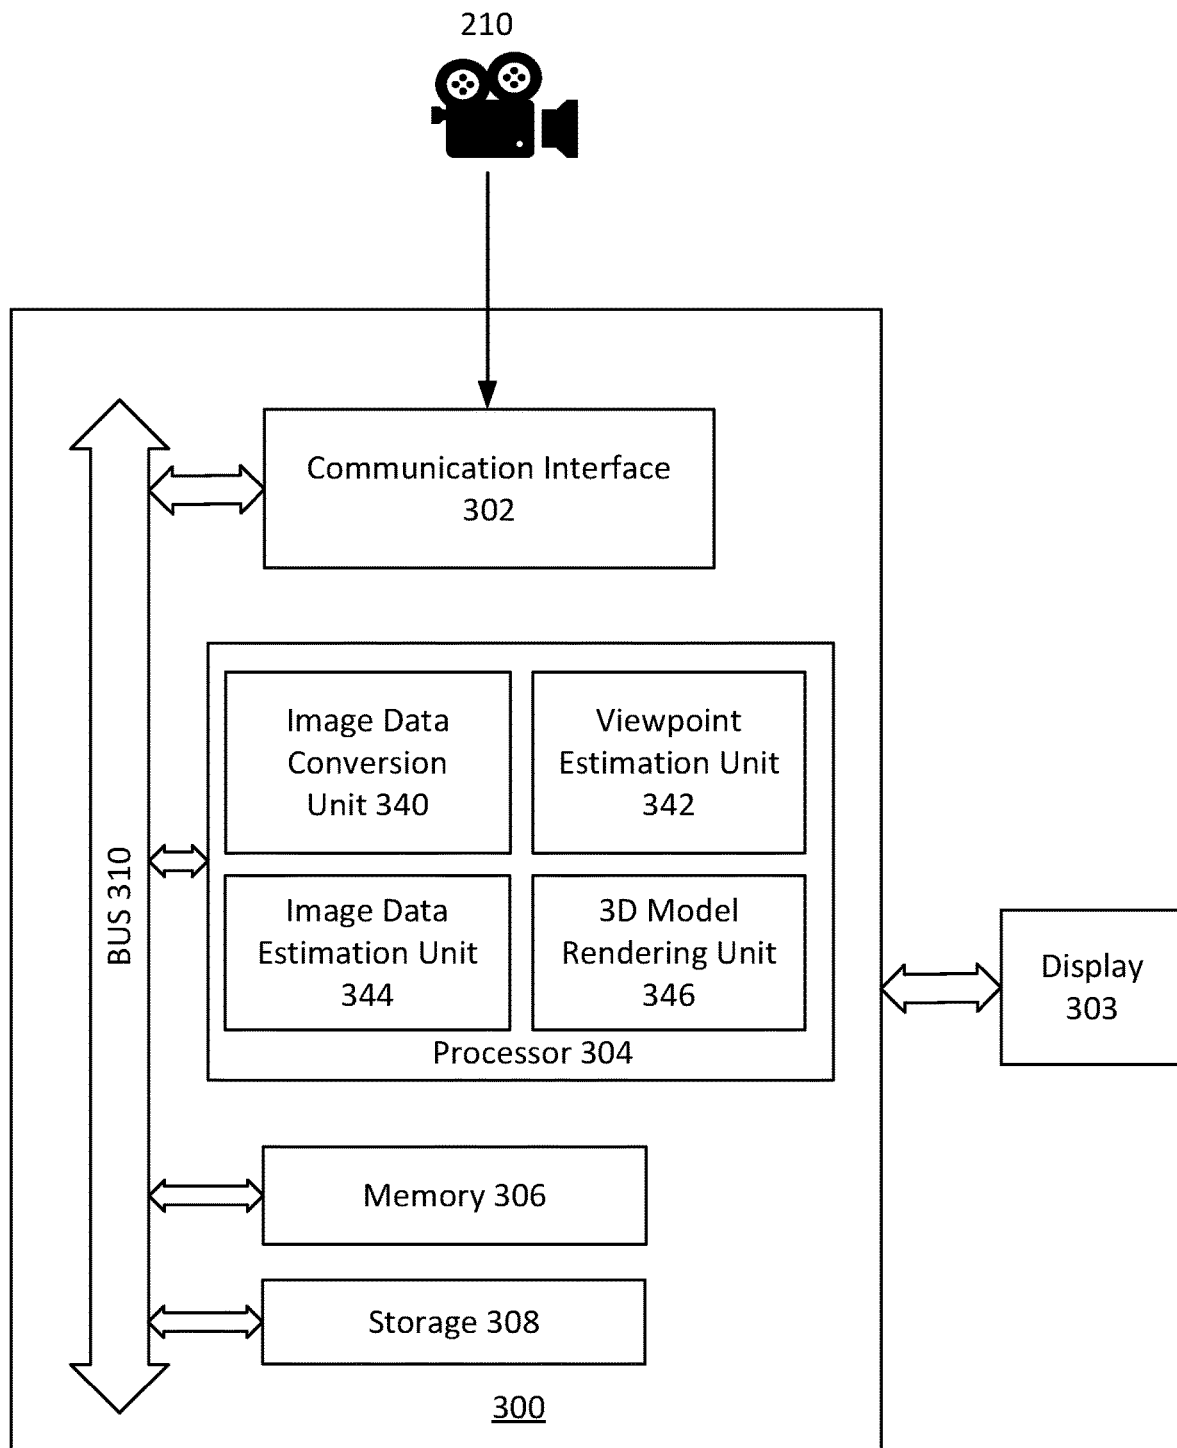 210
Communication Interface
302
BUS 310
Image Data
Conversion
Unit 340
Viewpoint
Estimation Unit
342
Image Data
Estimation Unit
344
3D Model
Rendering Unit
346
Processor 304
Display
303
Memory 306
Storage 308
300